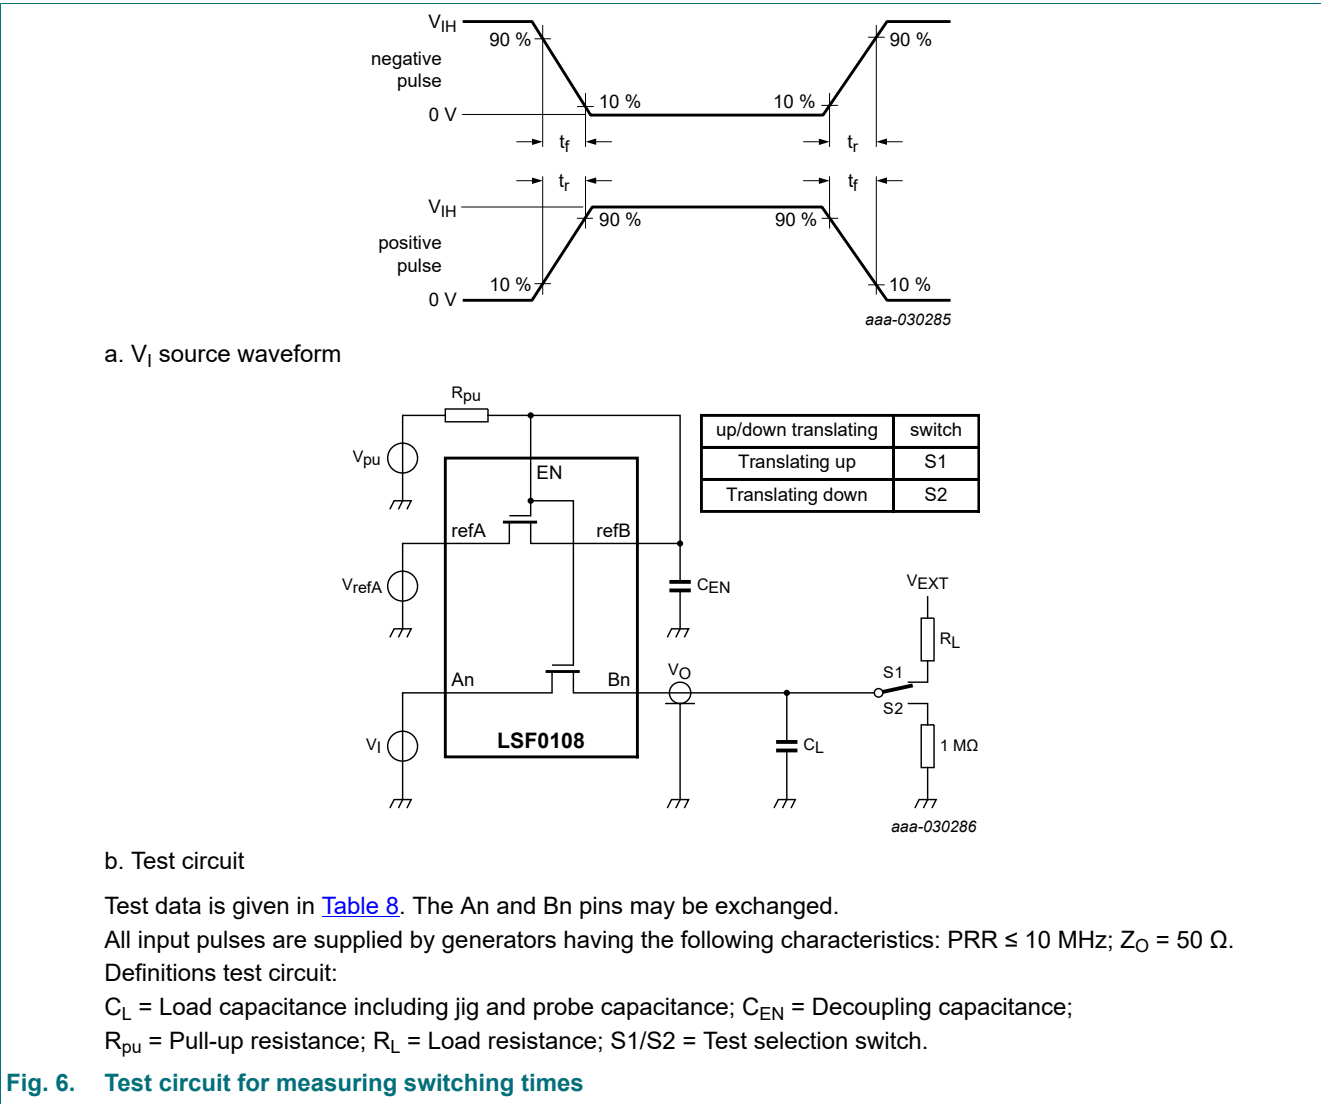 VIH
90 %
90 %
negative
pulse
10 %
10 %
0 V
tf
tr
tr
tf
VIH
90 %
90 %
positive
pulse
10 %
10 %
0 V
aaa-030285
a. VI source waveform
Rpu
up/down translating switch
Translating up S1
Translating down S2
Vpu
EN
refA
refB
VrefA
CEN
VEXT
RL
An
Bn
VO
S1
S2
VI
LSF0108
CL
1 MΩ
aaa-030286
b. Test circuit
Test data is given in Table 8. The An and Bn pins may be exchanged.
All input pulses are supplied by generators having the following characteristics: PRR ≤ 10 MHz; ZO = 50 Ω.
Definitions test circuit:
CL = Load capacitance including jig and probe capacitance; CEN = Decoupling capacitance;
Rpu = Pull-up resistance; RL = Load resistance; S1/S2 = Test selection switch.
Fig. 6. Test circuit for measuring switching times